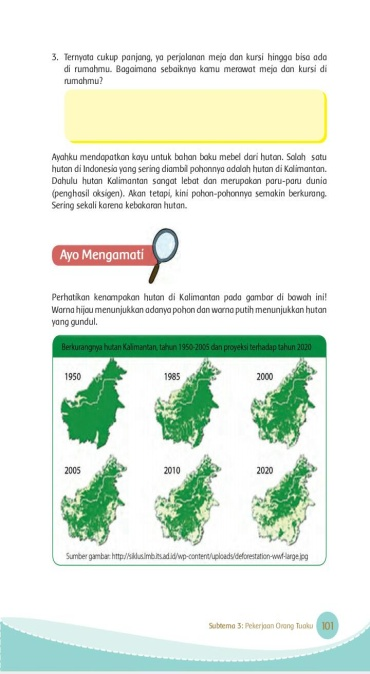 3. Ternyata cukup panjang, ya perjalanan meja dan kursi hingga bisa ada
di rumahmu. Bagaimana sebaiknya kamu merawat meja dan kursi di
rumahmu?
Ayahku mendapatkan kayu untuk bahan baku mebel dari hutan. Salah satu
hutan di Indonesia yang sering diambil pohonnya adalah hutan di Kalimantan.
Dahulu hutan Kalimantan sangat lebat dan merupakan paru-paru dunia
(penghasil oksigen). Akan tetapi, kini pohon-pohonnya semakin berkurang.
Sering sekali karena kebakaran hutan.
Ayo Mengamati
Perhatikan kenampakan hutan di Kalimantan pada gambar di bawah ini!
Warna hijau menunjukkan adanya pohon dan warna putih menunjukkan hutan
yang gundul.
Berkurangnya hutan Kalimantan, tahun 1950-2005 dan proyeksi terhadap tahun 2020
1950 1985 2000
2005 2010 2020
Sumber gambar: http://siklus.lmb.its.ad.id/wp-content/uploads/deforestation-wwf-large.jpg
Subtema 3: Pekerjaan Orang Tuaku 101